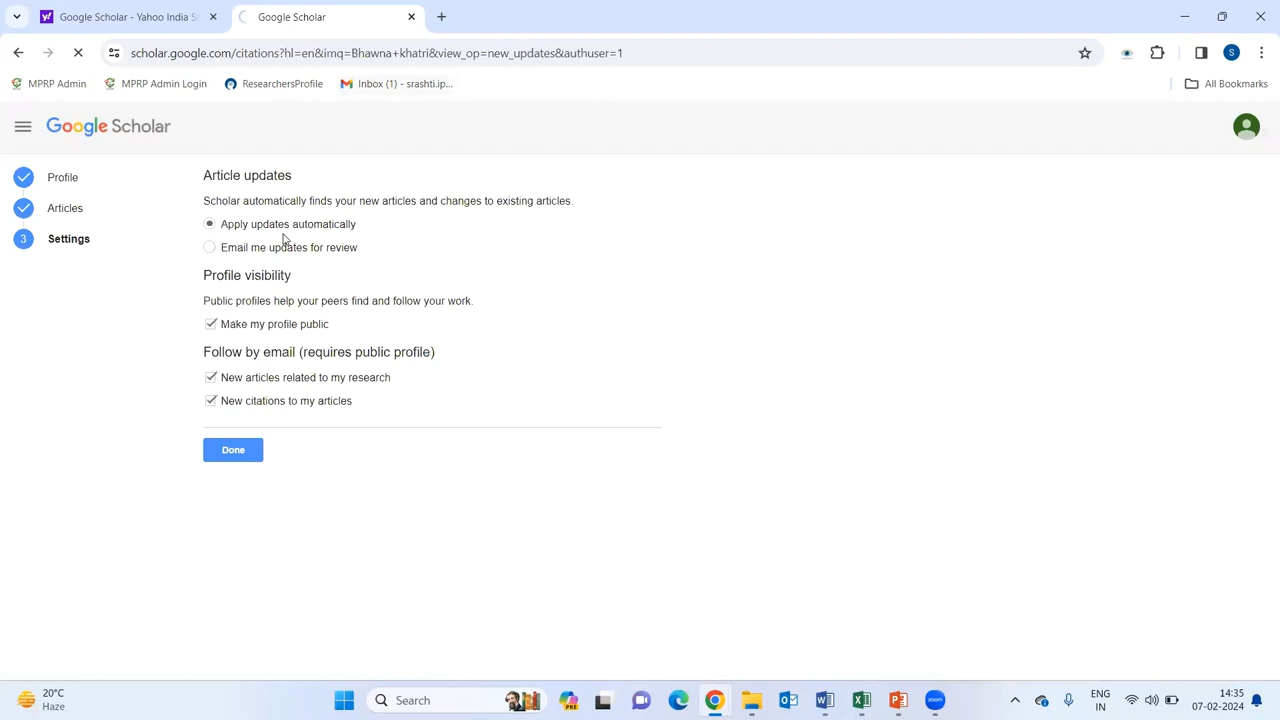 Google Scholar - Yahoo India S
Google Scholar
scholar.google.com/citations?hl=en&imq=Bhawna+khatri&view_op=new_updates&authuser=1
S
MPRP Admin
MPRP Admin Login
ResearchersProfile
Inbox (1) - srashti.ip...
All Bookmarks
Google Scholar
Profile
Articles
3 Settings
Article updates
Scholar automatically finds your new articles and changes to existing articles.
Apply updates automatically
Email me updates for review
Profile visibility
Public profiles help your peers find and follow your work.
Make my profile public
Follow by email (requires public profile)
New articles related to my research
New citations to my articles
Done
20°C
Haze
Search
PRE
zoom
ENG
IN
14:35
07-02-2024